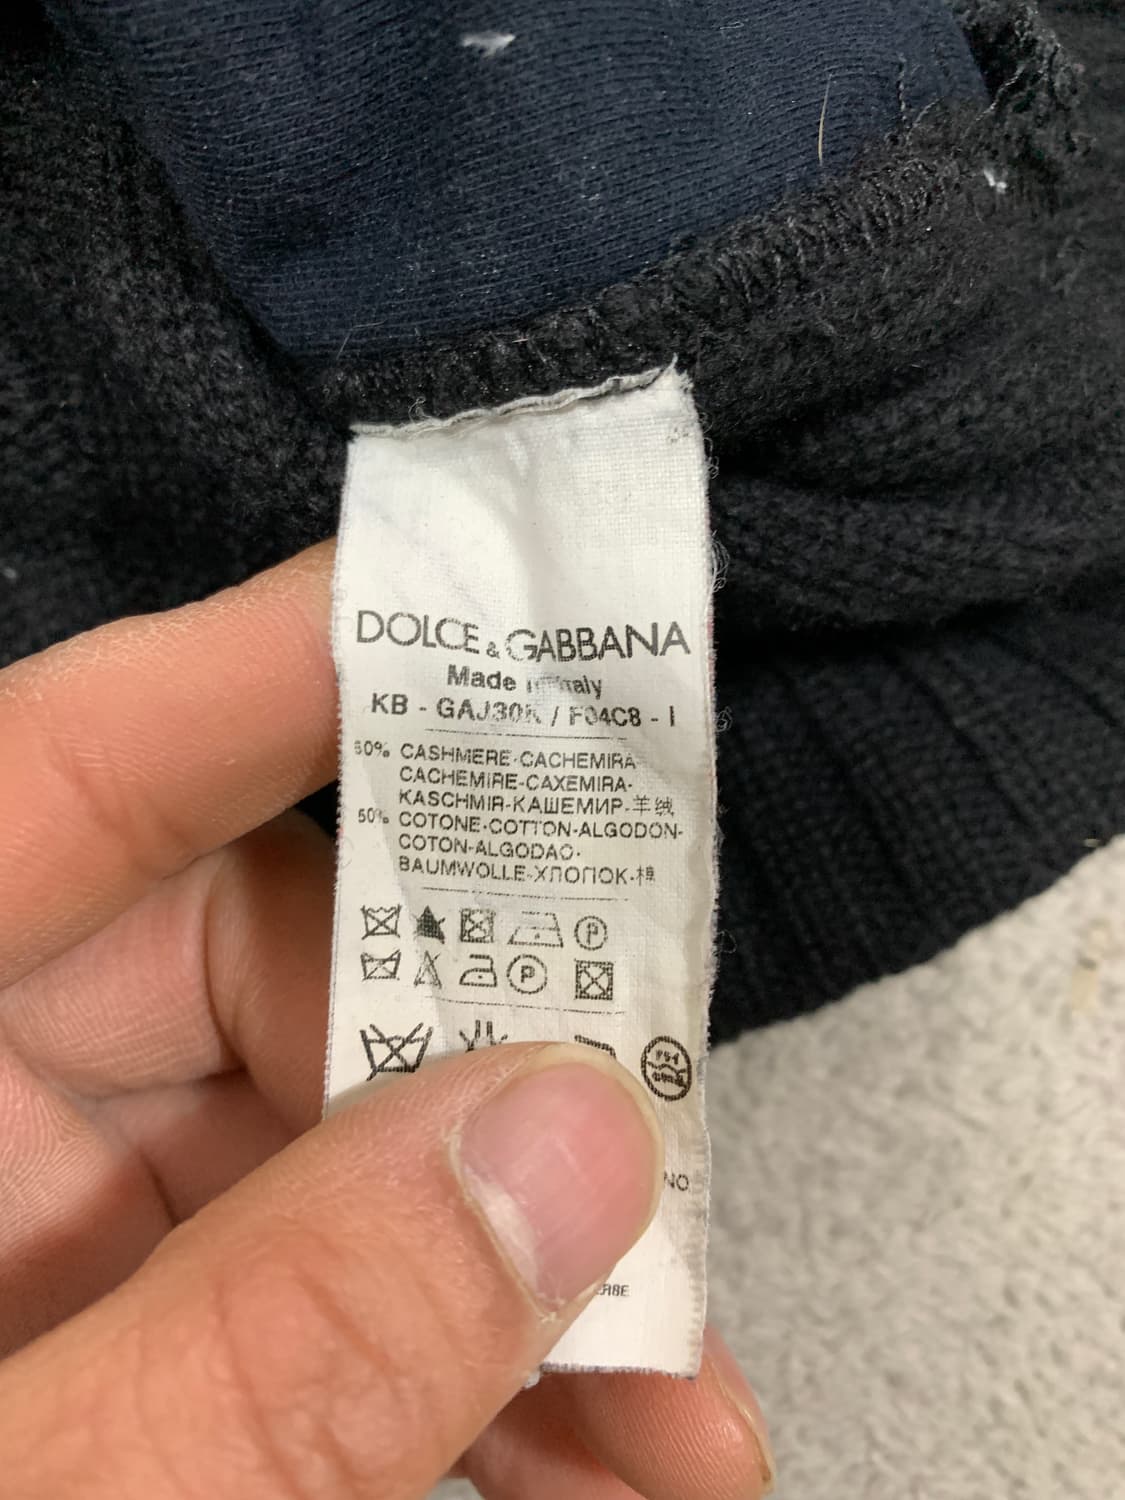 DOLCE & GABBANA
Made in Italy
KB - GAJ30K / F04C8 - I
50% CASHMERE-CACHEMIRA
CACHEMIRE-CAXEMIRA-
KASCHMIR-КАШЕМИР-羊绒
50% COTONE-COTTON-ALGODON-
COTON-ALGODAO-
BAUMWOLLE-ХЛОПОК-棉
P
P
NO